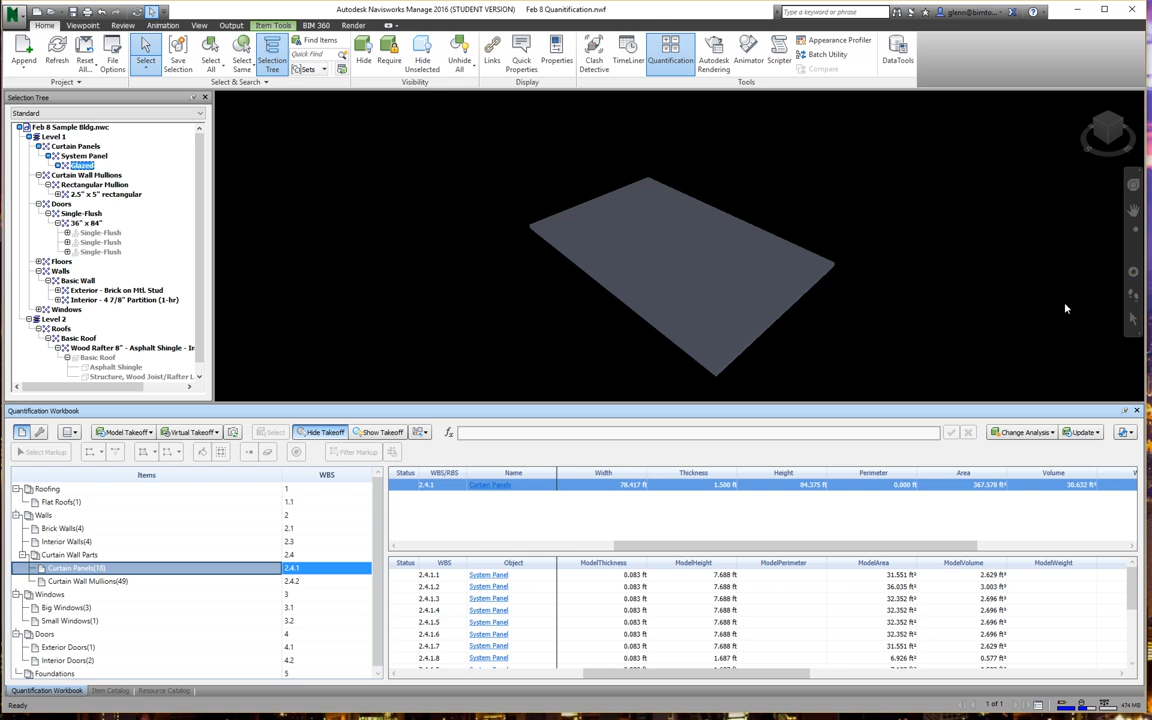 Autodesk Navisworks Manage 2016 (STUDENT VERSION) Feb 8 Quanitification.nwf
Type a keyword or phrase
glenn@bimto...
Home Viewpoint Review Animation View Output Item Tools BIM 360 Render
Append
Refresh
Reset All...
File Options
Select
Save Selection
Select All
Select Same
Selection Tree
Find Items
Quick Find
Sets
Hide
Require
Hide Unselected
Unhide All
Links
Quick Properties
Properties
Clash Detective
TimeLiner
Quantification
Autodesk Rendering
Animator
Scripter
Appearance Profiler
Batch Utility
Compare
DataTools
Project
Select & Search
Visibility
Display
Tools
Selection Tree
Standard
Feb 8 Sample Bldg.nwc
Level 1
Curtain Panels
System Panel
Glazed
Curtain Wall Mullions
Rectangular Mullion
2.5" x 5" rectangular
Doors
Single-Flush
36" x 84"
Single-Flush
Single-Flush
Single-Flush
Floors
Walls
Basic Wall
Exterior - Brick on Mtl. Stud
Interior - 4 7/8" Partition (1-hr)
Windows
Level 2
Roofs
Basic Roof
Wood Rafter 8" - Asphalt Shingle - In
Basic Roof
Asphalt Shingle
Structure, Wood Joist/Rafter L
Quantification Workbook
Model Takeoff Virtual Takeoff Select Hide Takeoff Show Takeoff fx Change Analysis Update
Select Markup Filter Markup
Items WBS
Roofing 1
Flat Roofs(1) 1.1
Walls 2
Brick Walls(4) 2.1
Interior Walls(4) 2.3
Curtain Wall Parts 2.4
Curtain Panels(18) 2.4.1
Curtain Wall Mullions(49) 2.4.2
Windows 3
Big Windows(3) 3.1
Small Windows(1) 3.2
Doors 4
Exterior Doors(1) 4.1
Interior Doors(2) 4.2
Foundations 5
Status WBS/RBS Name Width Thickness Height Perimeter Area Volume W
2.4.1 Curtain Panels 78.417 ft 1.500 ft 84.375 ft 0.000 ft 367.578 ft² 30.632 ft³
Status WBS Object ModelThickness ModelHeight ModelPerimeter ModelArea ModelVolume ModelWeight
2.4.1.1 System Panel 0.083 ft 7.688 ft 31.551 ft² 2.629 ft³
2.4.1.2 System Panel 0.083 ft 7.688 ft 36.035 ft² 3.003 ft³
2.4.1.3 System Panel 0.083 ft 7.688 ft 32.352 ft² 2.696 ft³
2.4.1.4 System Panel 0.083 ft 7.688 ft 32.352 ft² 2.696 ft³
2.4.1.5 System Panel 0.083 ft 7.688 ft 32.352 ft² 2.696 ft³
2.4.1.6 System Panel 0.083 ft 7.688 ft 32.352 ft² 2.696 ft³
2.4.1.7 System Panel 0.083 ft 7.688 ft 31.551 ft² 2.629 ft³
2.4.1.8 System Panel 0.083 ft 1.687 ft 6.926 ft² 0.577 ft³
Quantification Workbook Item Catalog Resource Catalog
Ready
1 of 1
474 MB